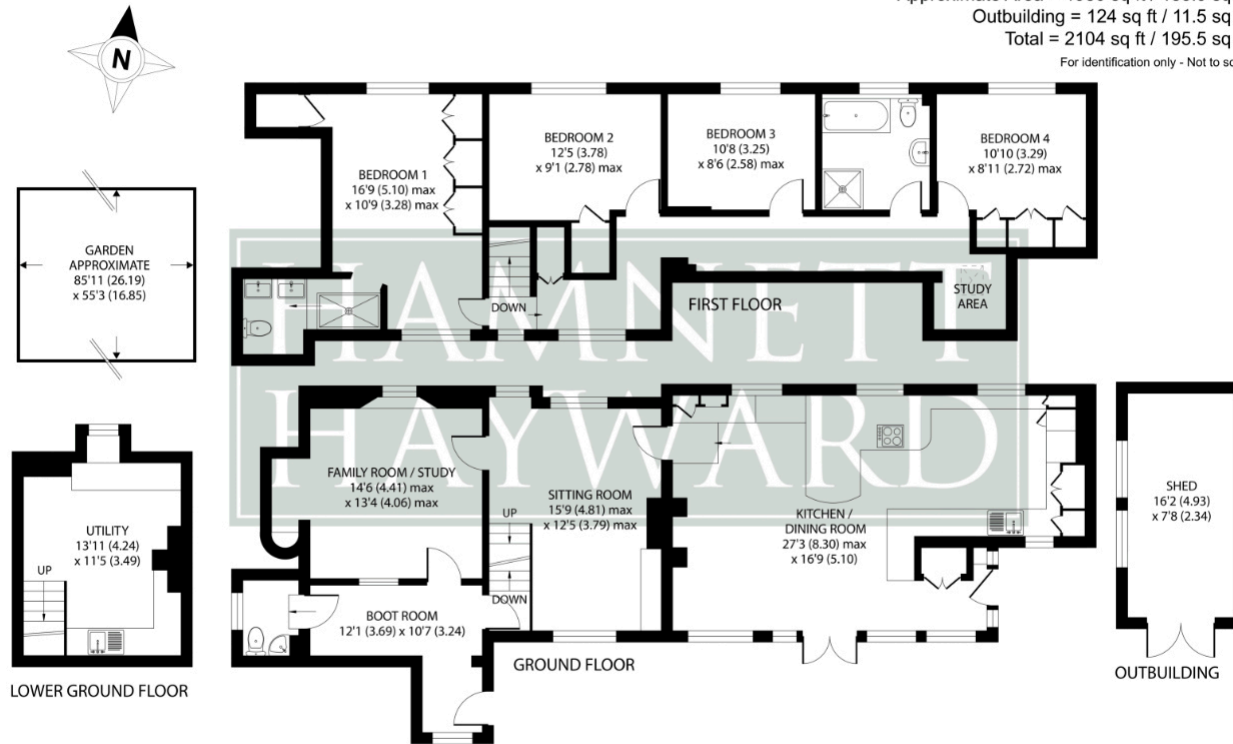 Outbuilding = 124 sq ft / 11.5 sq
Total = 2104 sq ft / 195.5 sq
For identification only - Not to
N
BEDROOM 1
16'9 (5.10) max
x 10'9 (3.28) max
BEDROOM 2
12'5 (3.78)
x 9'1 (2.78) max
BEDROOM 3
10'8 (3.25)
x 8'6 (2.58) max
BEDROOM 4
10'10 (3.29)
x 8'11 (2.72) max
GARDEN
APPROXIMATE
85'11 (26.19)
x 55'3 (16.85)
DOWN
FIRST FLOOR
STUDY
AREA
HAMNETT
HAYWARD
FAMILY ROOM / STUDY
14'6 (4.41) max
x 13'4 (4.06) max
SITTING ROOM
15'9 (4.81) max
x 12'5 (3.79) max
UP
DOWN
KITCHEN /
DINING ROOM
27'3 (8.30) max
x 16'9 (5.10)
SHED
16'2 (4.93)
x 7'8 (2.34)
UTILITY
13'11 (4.24)
x 11'5 (3.49)
UP
BOOT ROOM
12'1 (3.69) x 10'7 (3.24)
GROUND FLOOR
OUTBUILDING
LOWER GROUND FLOOR